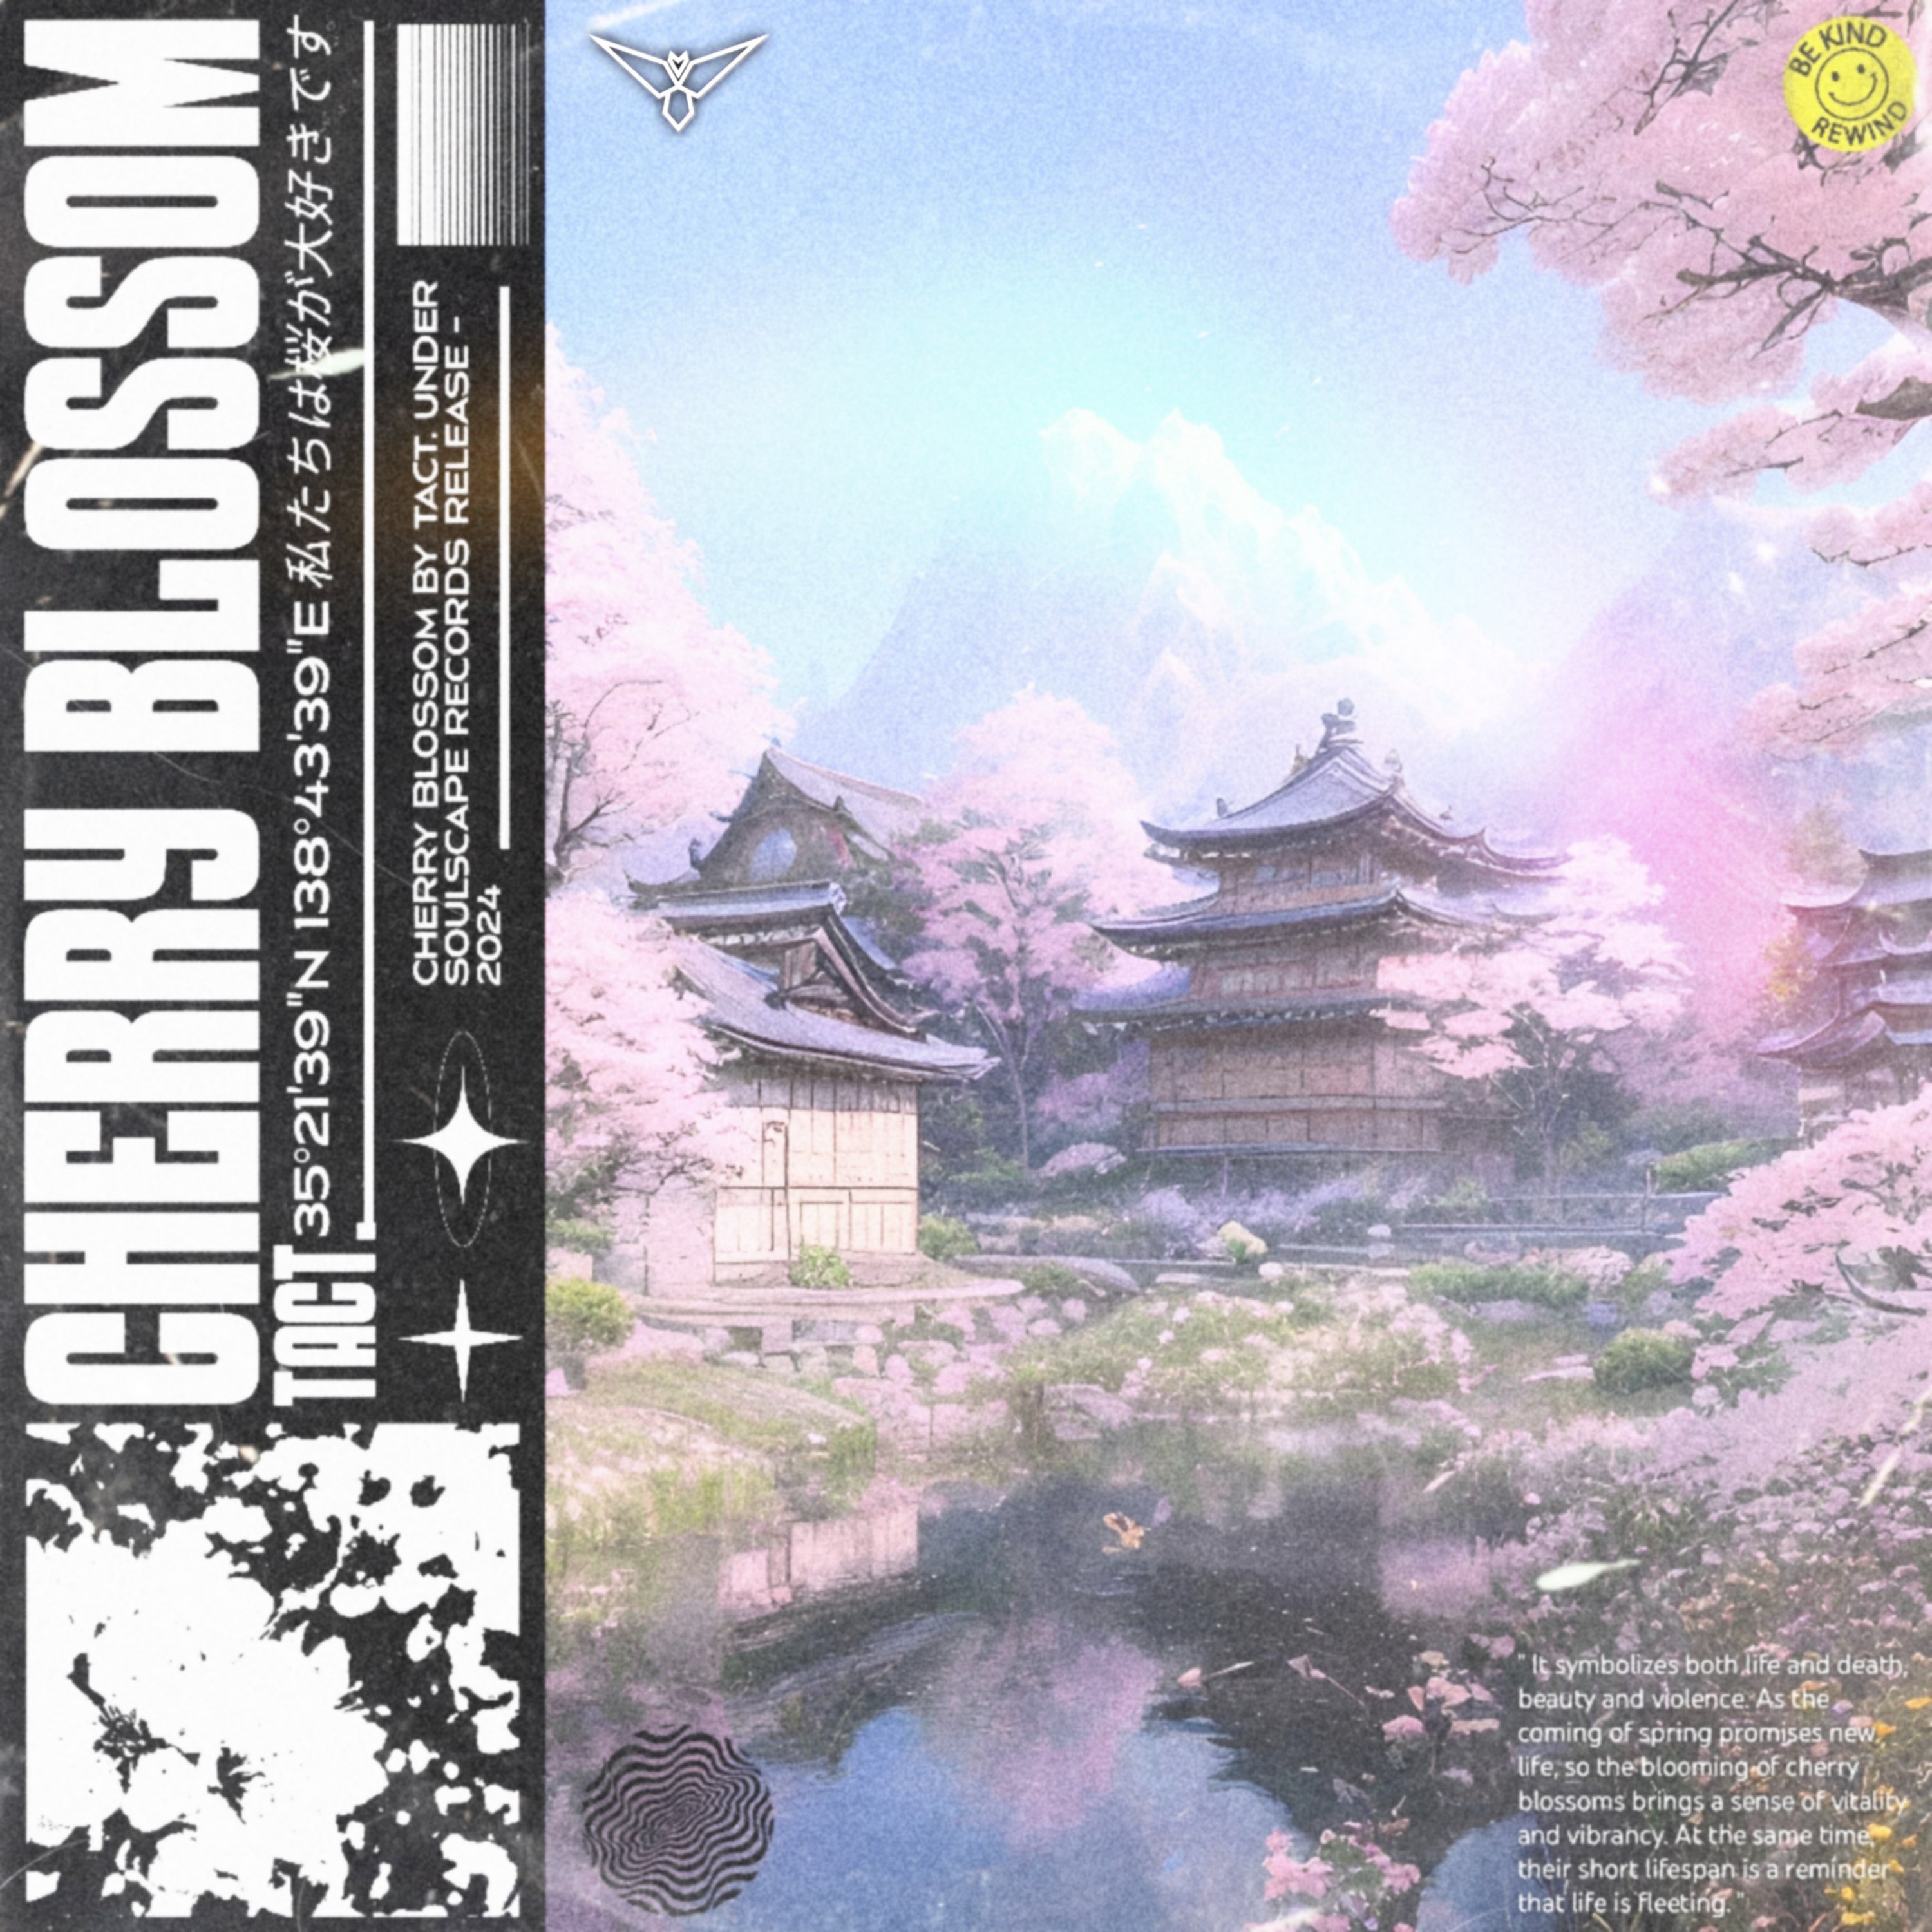 CHERRY BLOSSOM
TACT.
35°21'39"N 138°43'39"E 私たちは桜が大好きです
CHERRY BLOSSOM BY TACT. UNDER
SOULSCAPE RECORDS RELEASE -
2024
BE KIND
REWIND
" It symbolizes both life and death,
beauty and violence. As the
coming of spring promises new
life, so the blooming of cherry
blossoms brings a sense of vitality
and vibrancy. At the same time,
their short lifespan is a reminder
that life is fleeting. "